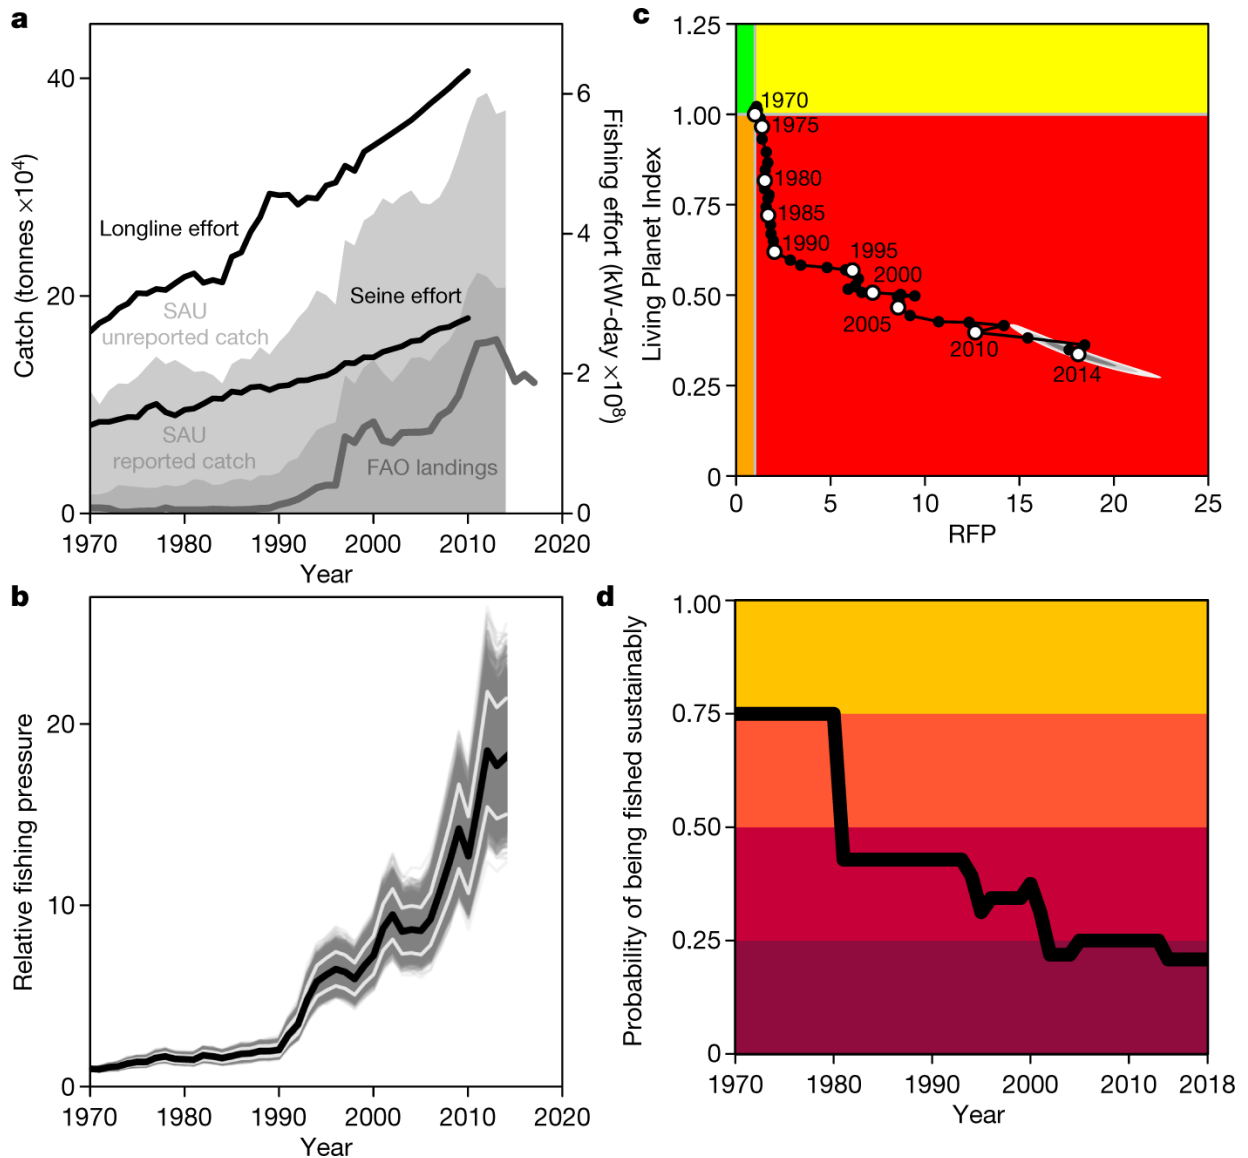 a
Catch (tonnes ×10⁴)
40
20
0
Longline effort
SAU
unreported catch
Seine effort
SAU
reported catch
FAO landings
6
4
2
0
Fishing effort (kW-day ×10⁸)
1970 1980 1990 2000 2010 2020
Year
c
Living Planet Index
1.25
1.00
0.75
0.50
0.25
0
1970
1975
1980
1985
1990
1995
2000
2005
2010
2014
0 5 10 15 20 25
RFP
b
Relative fishing pressure
20
10
0
1970 1980 1990 2000 2010 2020
Year
d
Probability of being fished sustainably
1.00
0.75
0.50
0.25
0
1970 1980 1990 2000 2010 2018
Year